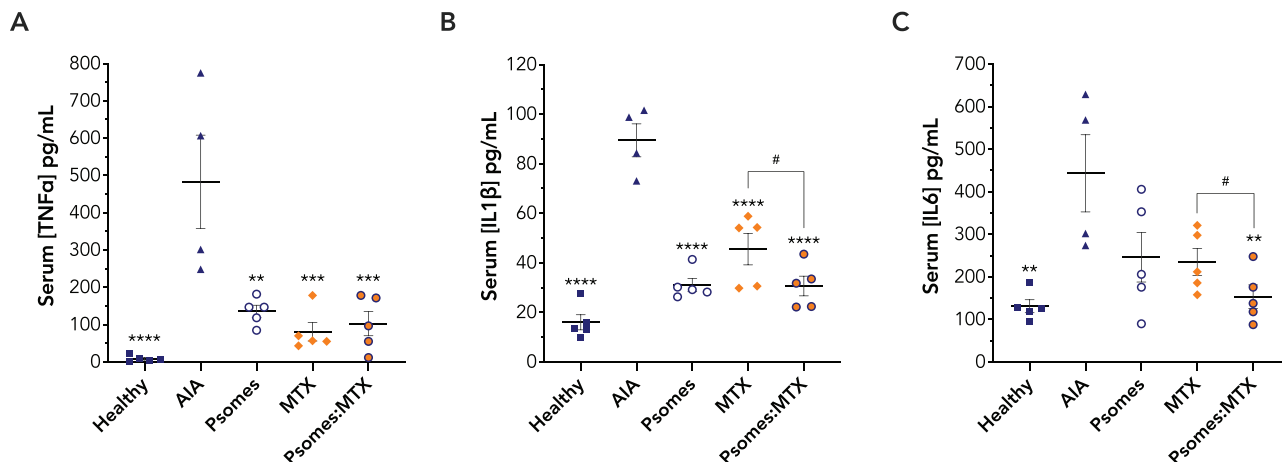 A
Serum [TNFα] pg/mL
800
700
600
500
400
300
200
100
0
****
**
***
***
Healthy
AIA
Psomes
MTX
Psomes:MTX
B
Serum [IL1β] pg/mL
120
100
80
60
40
20
0
#
****
****
****
****
Healthy
AIA
Psomes
MTX
Psomes:MTX
C
Serum [IL6] pg/mL
700
600
500
400
300
200
100
0
#
**
**
Healthy
AIA
Psomes
MTX
Psomes:MTX